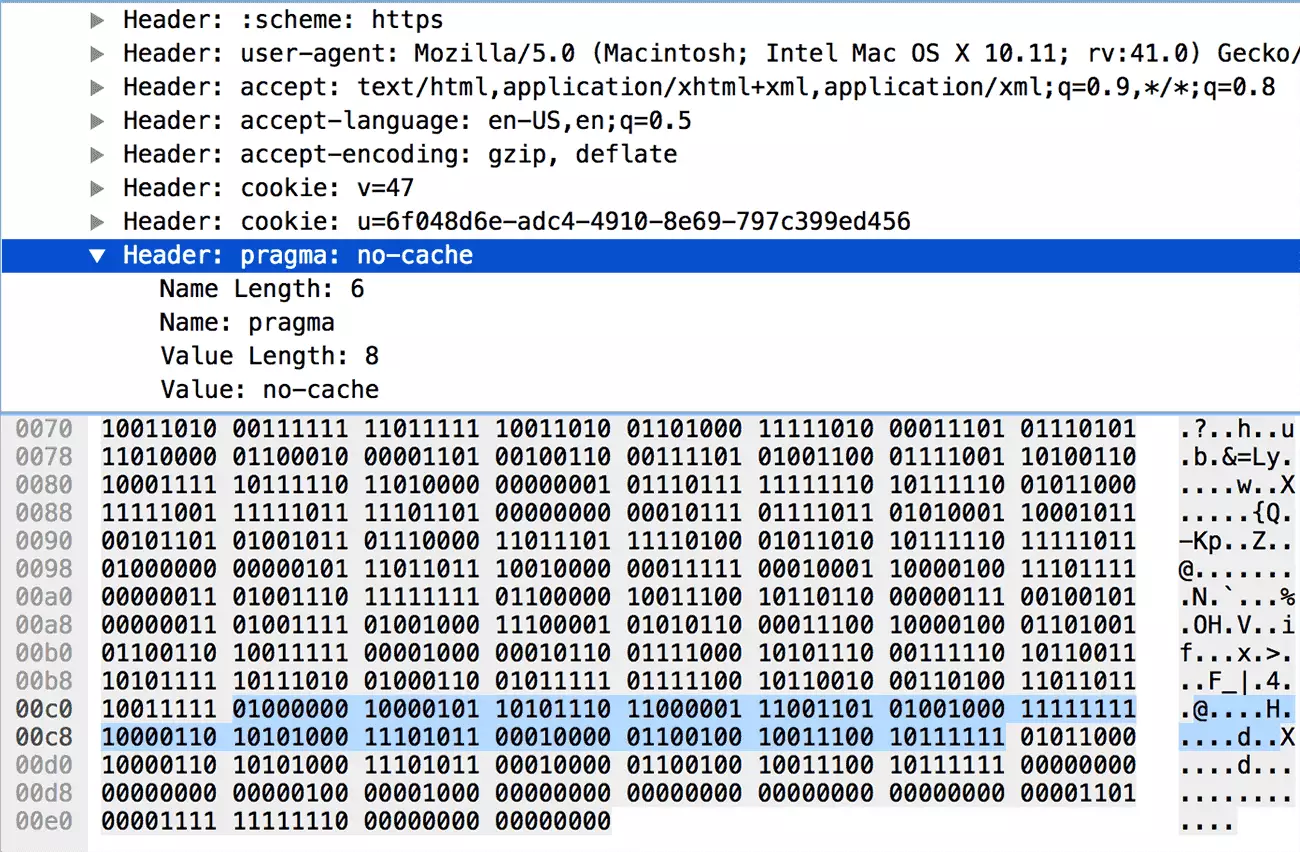 Header: :scheme: https
Header: user-agent: Mozilla/5.0 (Macintosh; Intel Mac OS X 10.11; rv:41.0) Gecko/
Header: accept: text/html,application/xhtml+xml,application/xml;q=0.9,*/*;q=0.8
Header: accept-language: en-US,en;q=0.5
Header: accept-encoding: gzip, deflate
Header: cookie: v=47
Header: cookie: u=6f048d6e-adc4-4910-8e69-797c399ed456
Header: pragma: no-cache
Name Length: 6
Name: pragma
Value Length: 8
Value: no-cache
0070 10011010 00111111 11011111 10011010 01101000 11111010 00011101 01110101 .?..h..u
0078 11010000 01100010 00001101 00100110 00111101 01001100 01111001 10100110 .b.&=Ly.
0080 10001111 10111110 11010000 00000001 01110111 11111110 10111110 01011000 ....w..X
0088 11111001 11111011 11101101 00000000 00010111 01111011 01010001 10001011 .....{Q.
0090 00101101 01001011 01110000 11011101 11110100 01011010 10111110 11111011 -Kp..Z..
0098 01000000 00000101 11011011 10010000 00011111 00010001 10000100 11101111 @.......
00a0 00000011 01001110 11111111 01100000 10011100 10110110 00000111 00100101 .N.`...%
00a8 00000011 01001111 01001000 11100001 01010110 00011100 10000100 01101001 .OH.V..i
00b0 01100110 10011111 00001000 00010110 01111000 10101110 00111110 10110011 f...x.>.
00b8 10101111 10111010 01000110 01011111 01111100 10110010 00110100 11011011 ..F_|.4.
00c0 10011111 01000000 10000101 10101110 11000001 11001101 01001000 11111111 .@....H.
00c8 10000110 10101000 11101011 00010000 01100100 10011100 10111111 01011000 ....d..X
00d0 10000110 10101000 11101011 00010000 01100100 10011100 10111111 00000000 ....d...
00d8 00000000 00000100 00001000 00000000 00000000 00000000 00000000 00001101 ........
00e0 00001111 11111110 00000000 00000000 ....